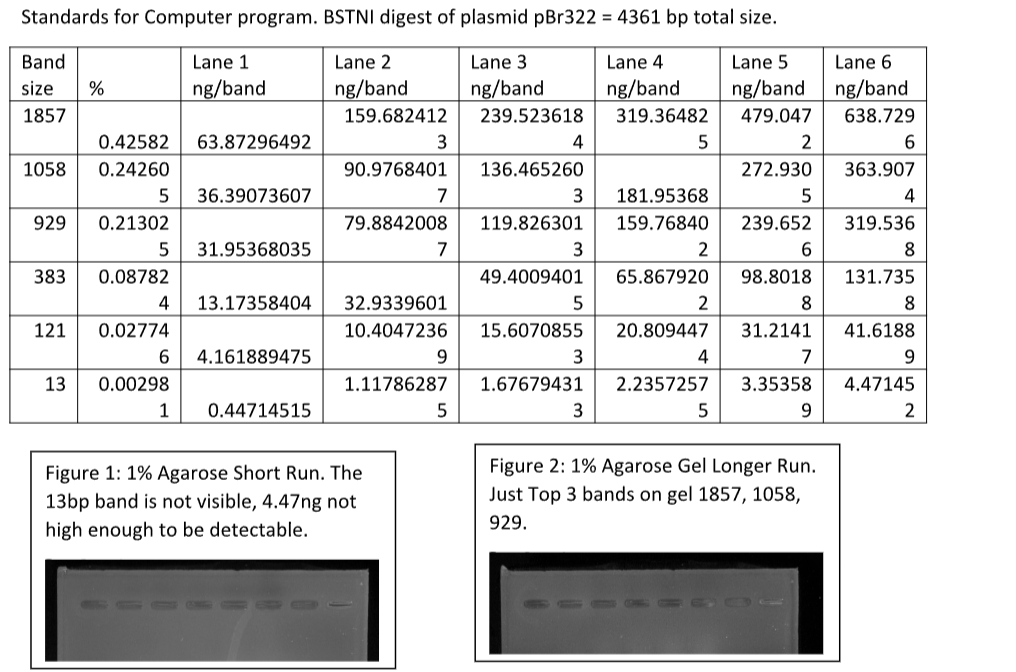 Standards for Computer program. BSTNI digest of plasmid pBr322 = 4361 bp total size.
Band Lane 1 Lane 2 Lane 3 Lane 4 Lane 5 Lane 6
size % ng/band ng/band ng/band ng/band ng/band ng/band
1857 159.682412 239.523618 319.36482 479.047 638.729
0.42582 63.87296492 3 4 5 2 6
1058 0.24260 90.9768401 136.465260 272.930 363.907
5 36.39073607 7 3 181.95368 5 4
929 0.21302 79.8842008 119.826301 159.76840 239.652 319.536
5 31.95368035 7 3 2 6 8
383 0.08782 49.4009401 65.867920 98.8018 131.735
4 13.17358404 32.9339601 5 2 8 8
121 0.02774 10.4047236 15.6070855 20.809447 31.2141 41.6188
6 4.161889475 9 3 4 7 9
13 0.00298 1.11786287 1.67679431 2.2357257 3.35358 4.47145
1 0.44714515 5 3 5 9 2
Figure 1: 1% Agarose Short Run. The
13bp band is not visible, 4.47ng not
high enough to be detectable.
Figure 2: 1% Agarose Gel Longer Run.
Just Top 3 bands on gel 1857, 1058,
929.